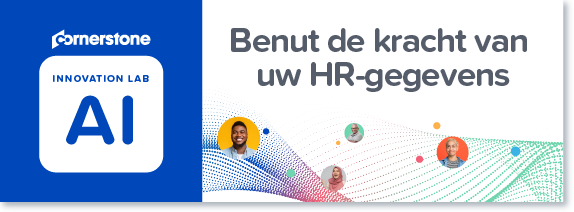 Cornerstone
INNOVATION LAB
AI
Benut de kracht van
uw HR-gegevens